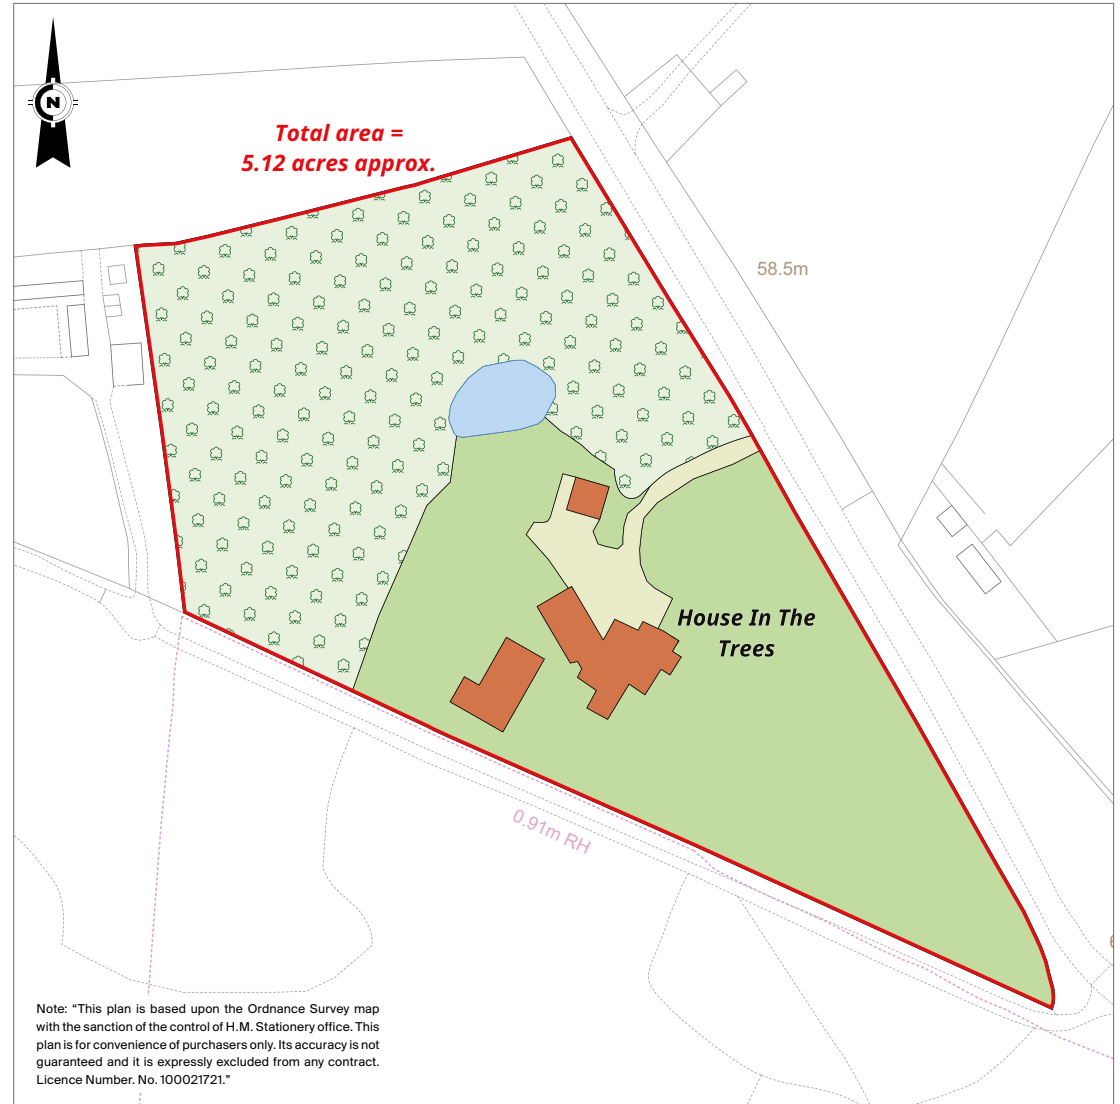 N
Total area =
5.12 acres approx.
58.5m
House In The
Trees
0.91m RH
Note: “This plan is based upon the Ordnance Survey map
with the sanction of the control of H.M. Stationery office. This
plan is for convenience of purchasers only. Its accuracy is not
guaranteed and it is expressly excluded from any contract.
Licence Number. No. 100021721.”